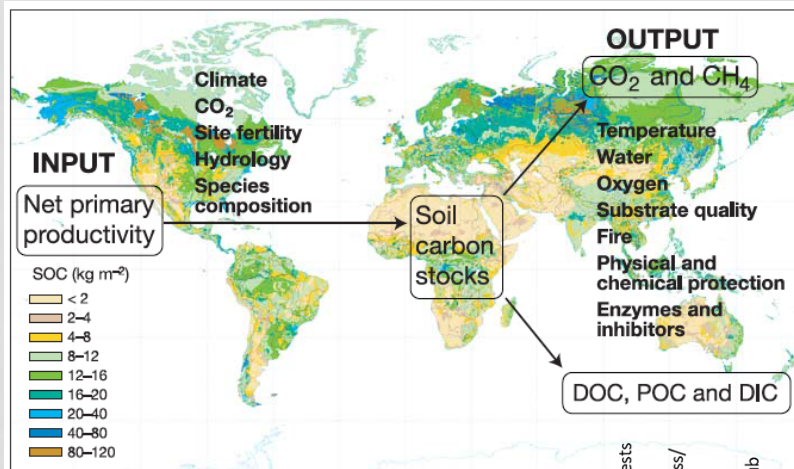 OUTPUT
CO₂ and CH₄
Climate
CO₂
Site fertility
Hydrology
Species
composition
INPUT
Net primary
productivity
Soil
carbon
stocks
Temperature
Water
Oxygen
Substrate quality
Fire
Physical and
chemical protection
Enzymes and
inhibitors
DOC, POC and DIC
SOC (kg m⁻²)
< 2
2–4
4–8
8–12
12–16
16–20
20–40
40–80
80–120